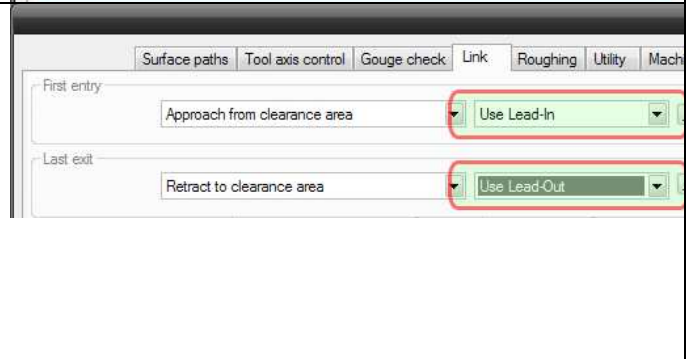 Surface paths Tool axis control Gouge check Link Roughing Utility
First entry
Approach from clearance area Use Lead-In
Last exit
Retract to clearance area Use Lead-Out